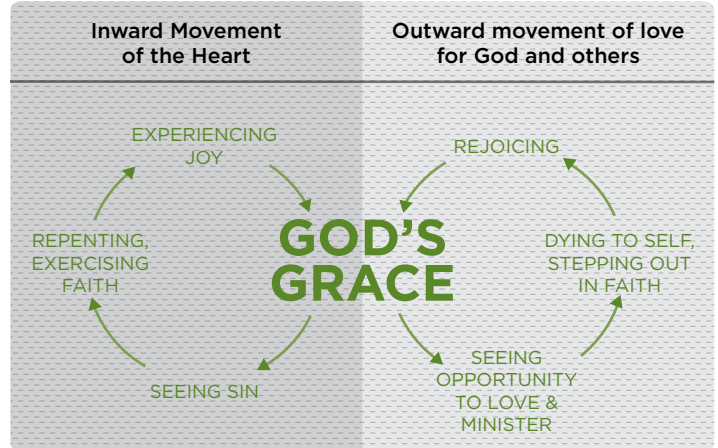 Inward Movement
of the Heart
Outward movement of love
for God and others
EXPERIENCING
JOY
REPENTING,
EXERCISING
FAITH
SEEING SIN
GOD’S
GRACE
REJOICING
DYING TO SELF,
STEPPING OUT
IN FAITH
SEEING
OPPORTUNITY
TO LOVE &
MINISTER